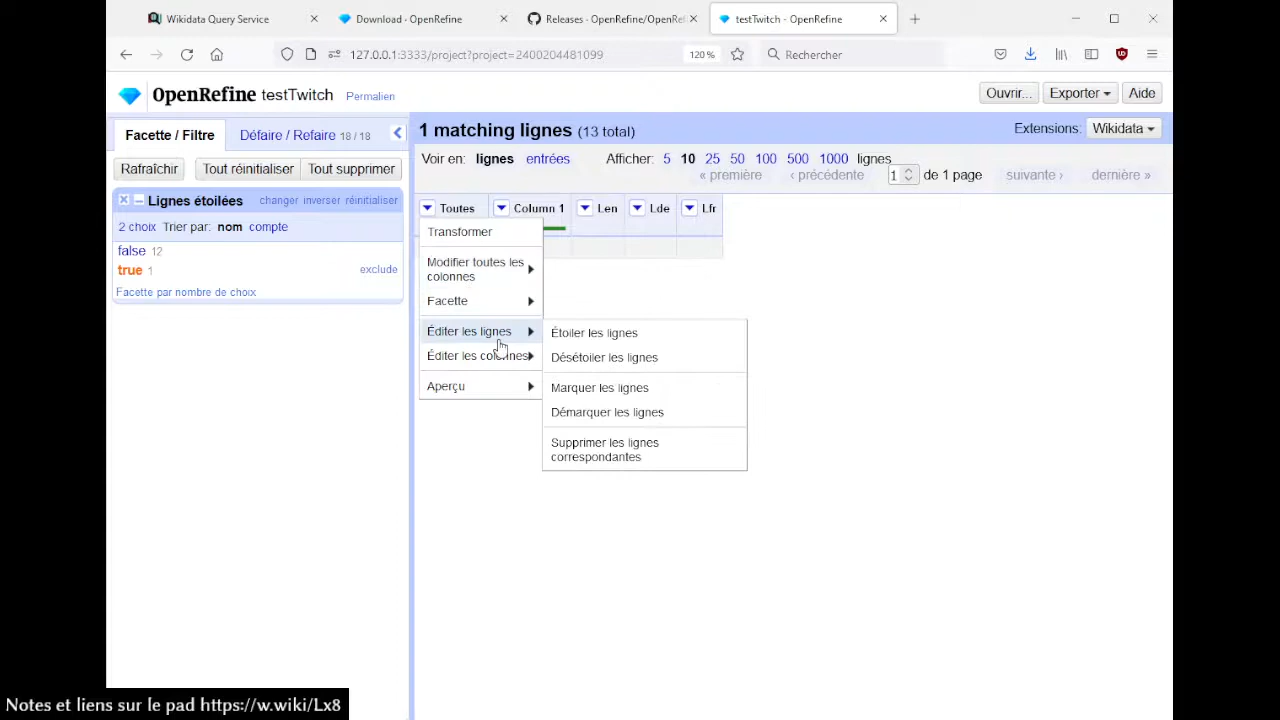 Wikidata Query Service
Download · OpenRefine
Releases · OpenRefine/OpenRe
testTwitch - OpenRefine
127.0.0.1:3333/project?project=2400204481099
120 %
Rechercher
OpenRefine testTwitch Permalien
Ouvrir... Exporter Aide
Facette / Filtre Défaire / Refaire 18 / 18
1 matching lignes (13 total)
Extensions: Wikidata
Rafraîchir Tout réinitialiser Tout supprimer
Voir en: lignes entrées Afficher: 5 10 25 50 100 500 1000 lignes
« première ‹ précédente 1 de 1 page suivante › dernière »
Lignes étoilées changer inverser réinitialiser
2 choix Trier par: nom compte
false 12
true 1 exclude
Facette par nombre de choix
Toutes Column 1 Len Lde Lfr
Transformer
Modifier toutes les
colonnes
Facette
Éditer les lignes
Éditer les colonnes
Aperçu
Étoiler les lignes
Désétoiler les lignes
Marquer les lignes
Démarquer les lignes
Supprimer les lignes
correspondantes
Notes et liens sur le pad https://w.wiki/Lx8